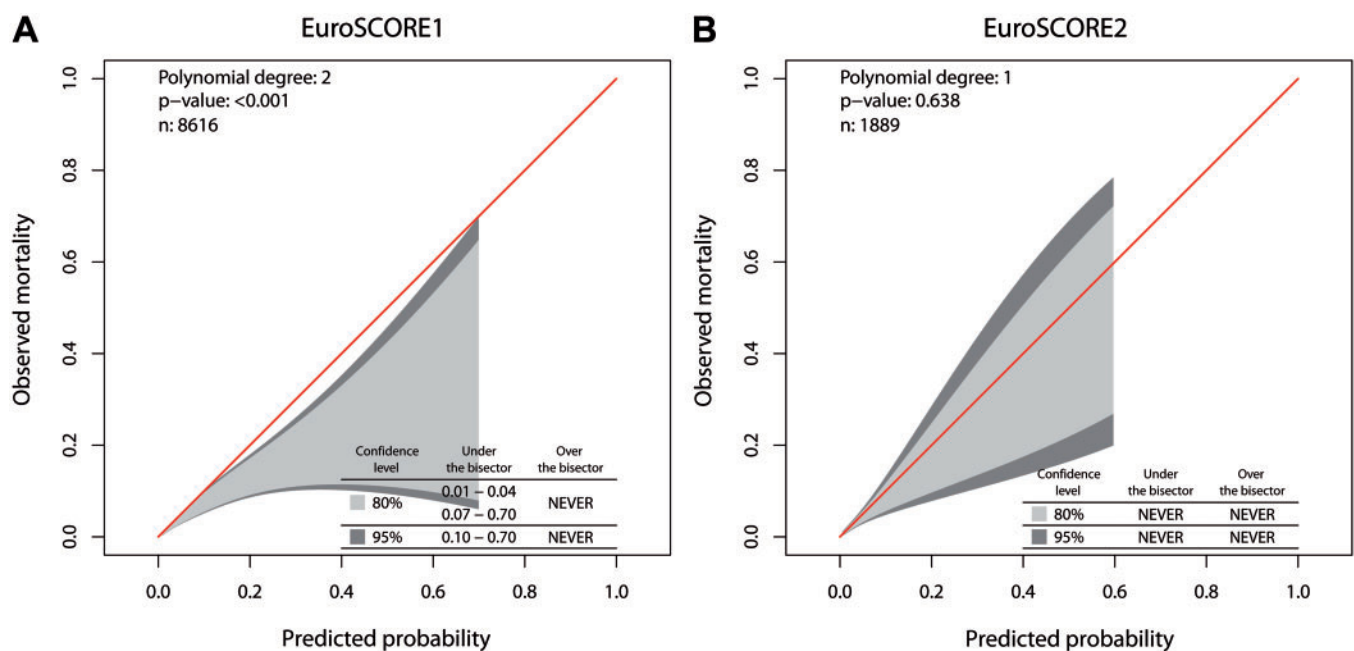 A
EuroSCORE1
Polynomial degree: 2
p-value: <0.001
n: 8616
1.0
0.8
0.6
0.4
0.2
0.0
Observed mortality
Confidence level
Under the bisector
Over the bisector
80%
0.01 – 0.04
0.07 – 0.70
NEVER
95%
0.10 – 0.70
NEVER
0.0
0.2
0.4
0.6
0.8
1.0
Predicted probability
B
EuroSCORE2
Polynomial degree: 1
p-value: 0.638
n: 1889
1.0
0.8
0.6
0.4
0.2
0.0
Observed mortality
Confidence level
Under the bisector
Over the bisector
80%
NEVER
NEVER
95%
NEVER
NEVER
0.0
0.2
0.4
0.6
0.8
1.0
Predicted probability